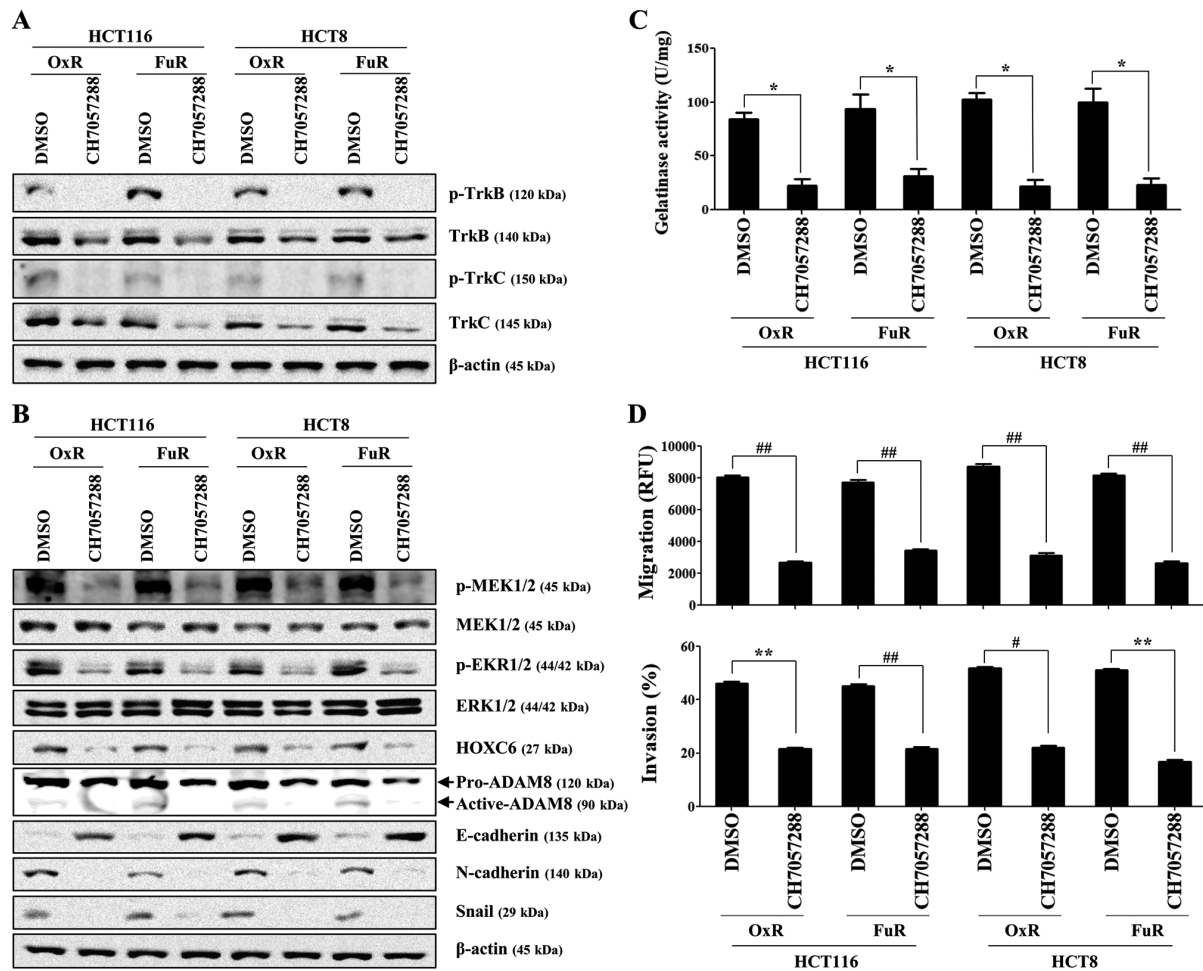 A
HCT116 HCT8
OxR FuR OxR FuR
DMSO CH7057288 DMSO CH7057288 DMSO CH7057288 DMSO CH7057288
p-TrkB (120 kDa)
TrkB (140 kDa)
p-TrkC (150 kDa)
TrkC (145 kDa)
β-actin (45 kDa)
B
HCT116 HCT8
OxR FuR OxR FuR
DMSO CH7057288 DMSO CH7057288 DMSO CH7057288 DMSO CH7057288
p-MEK1/2 (45 kDa)
MEK1/2 (45 kDa)
p-EKR1/2 (44/42 kDa)
ERK1/2 (44/42 kDa)
HOXC6 (27 kDa)
Pro-ADAM8 (120 kDa)
Active-ADAM8 (90 kDa)
E-cadherin (135 kDa)
N-cadherin (140 kDa)
Snail (29 kDa)
β-actin (45 kDa)
C
Gelatinase activity (U/mg)
150
100
50
0
* * * *
DMSO CH7057288 DMSO CH7057288 DMSO CH7057288 DMSO CH7057288
OxR FuR OxR FuR
HCT116 HCT8
D
Migration (RFU)
10000
8000
6000
4000
2000
0
## ## ## ##
Invasion (%)
60
40
20
0
** ## # **
DMSO CH7057288 DMSO CH7057288 DMSO CH7057288 DMSO CH7057288
OxR FuR OxR FuR
HCT116 HCT8